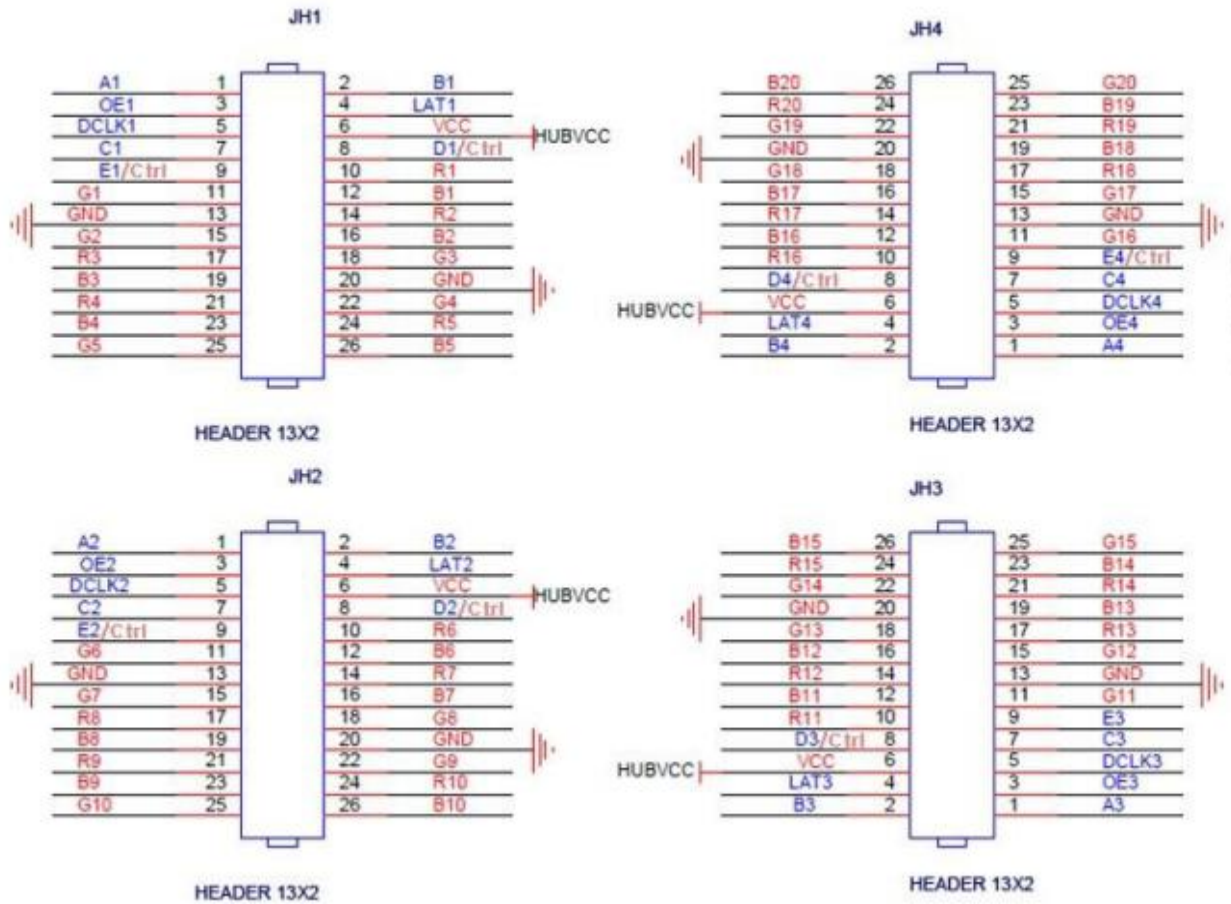 JH1
A1 1 2 B1
OE1 3 4 LAT1
DCLK1 5 6 VCC HUBVCC
C1 7 8 D1/Ctrl
E1/Ctrl 9 10 R1
G1 11 12 B1
GND 13 14 R2
G2 15 16 B2
R3 17 18 G3
B3 19 20 GND
R4 21 22 G4
B4 23 24 R5
G5 25 26 B5
HEADER 13X2
JH4
B20 26 25 G20
R20 24 23 B19
G19 22 21 R19
GND 20 19 B18
G18 18 17 R18
B17 16 15 G17
R17 14 13 GND
B16 12 11 G16
R16 10 9 E4/Ctrl
D4/Ctrl 8 7 C4
HUBVCC VCC 6 5 DCLK4
LAT4 4 3 OE4
B4 2 1 A4
HEADER 13X2
JH2
A2 1 2 B2
OE2 3 4 LAT2
DCLK2 5 6 VCC HUBVCC
C2 7 8 D2/Ctrl
E2/Ctrl 9 10 R6
G6 11 12 B6
GND 13 14 R7
G7 15 16 B7
R8 17 18 G8
B8 19 20 GND
R9 21 22 G9
B9 23 24 R10
G10 25 26 B10
HEADER 13X2
JH3
B15 26 25 G15
R15 24 23 B14
G14 22 21 R14
GND 20 19 B13
G13 18 17 R13
B12 16 15 G12
R12 14 13 GND
B11 12 11 G11
R11 10 9 E3
D3/Ctrl 8 7 C3
HUBVCC VCC 6 5 DCLK3
LAT3 4 3 OE3
B3 2 1 A3
HEADER 13X2